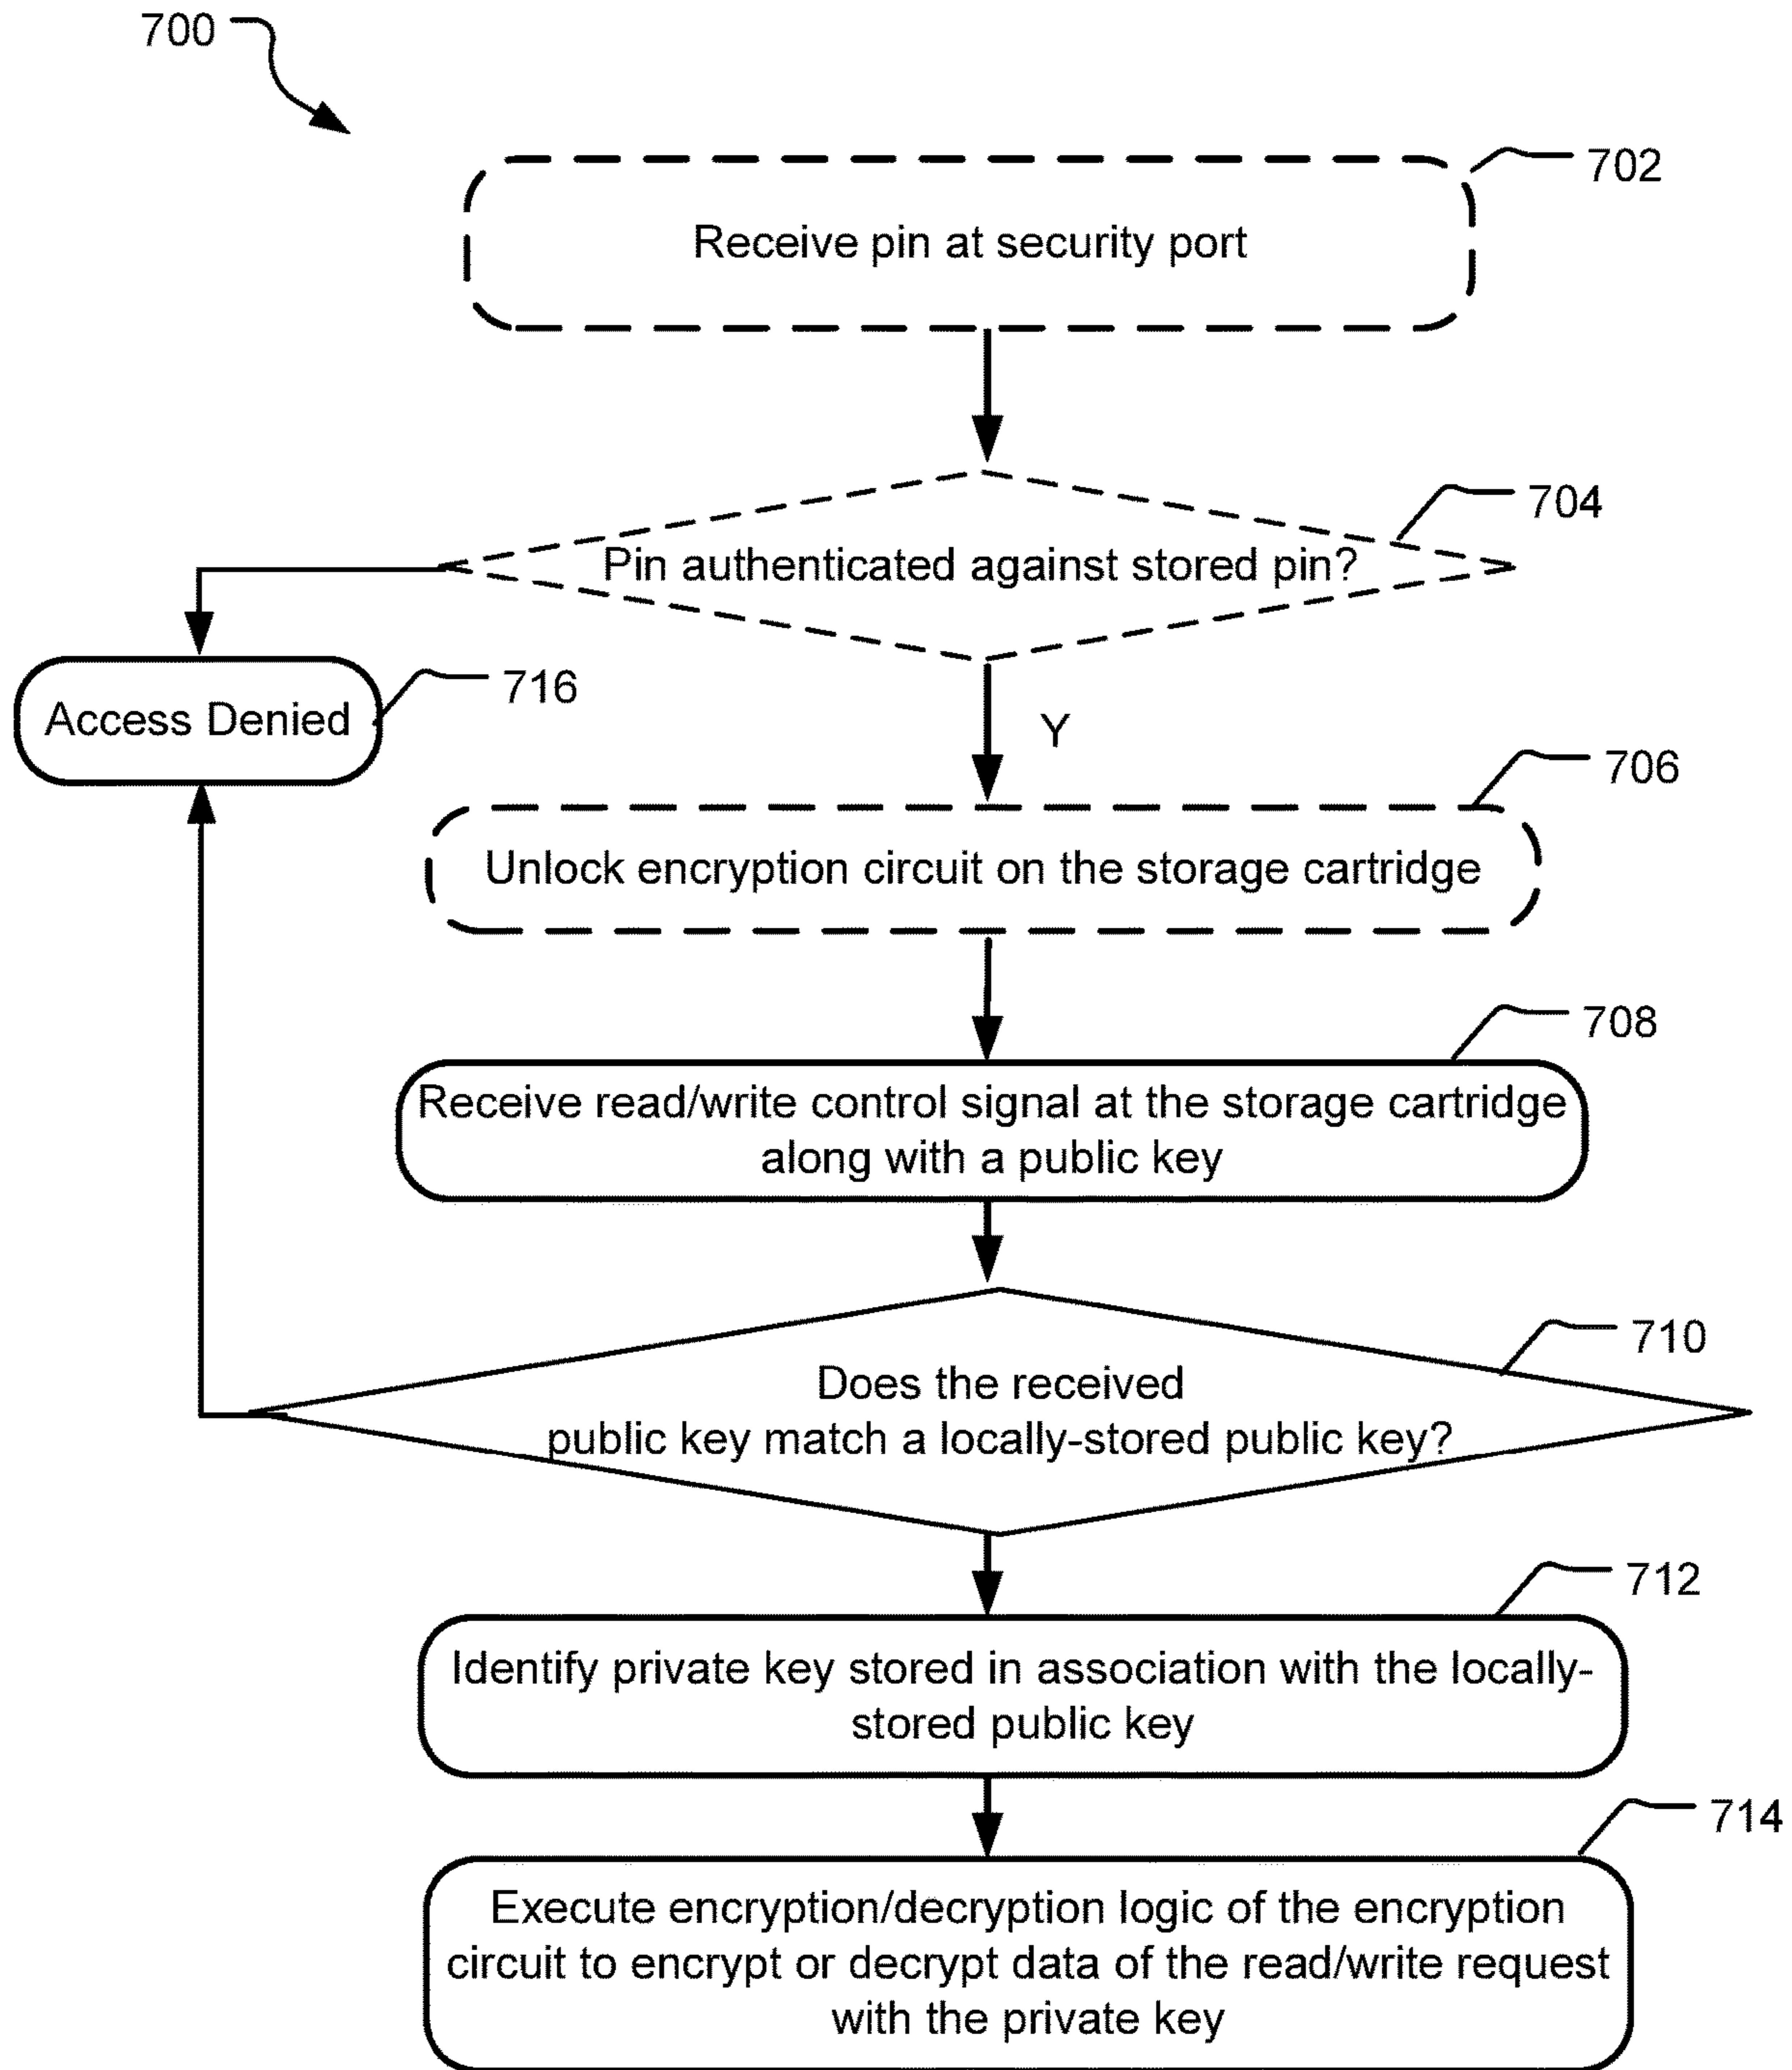 700
702
Receive pin at security port
704
Pin authenticated against stored pin?
716
Access Denied
Y
706
Unlock encryption circuit on the storage cartridge
708
Receive read/write control signal at the storage cartridge
along with a public key
710
Does the received
public key match a locally-stored public key?
712
Identify private key stored in association with the locally-
stored public key
714
Execute encryption/decryption logic of the encryption
circuit to encrypt or decrypt data of the read/write request
with the private key